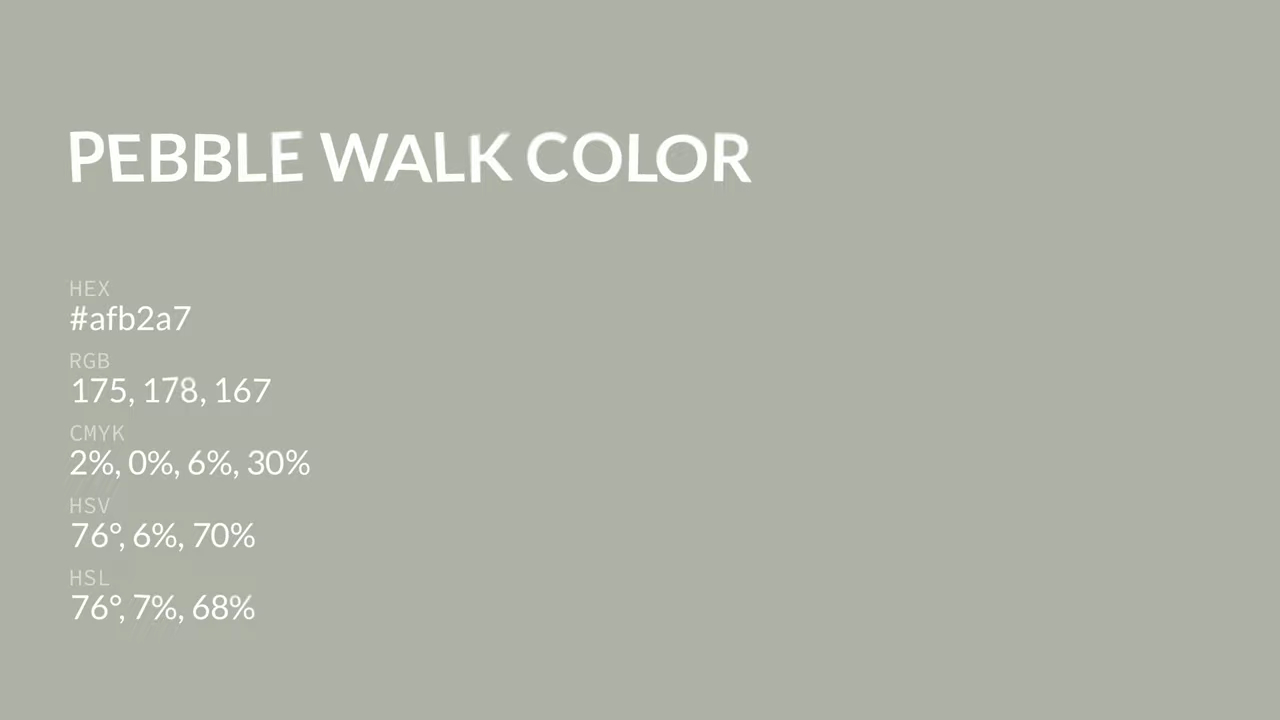 PEBBLE WALK COLOR
HEX
#afb2a7
RGB
175, 178, 167
CMYK
2%, 0%, 6%, 30%
HSV
76°, 6%, 70%
HSL
76°, 7%, 68%